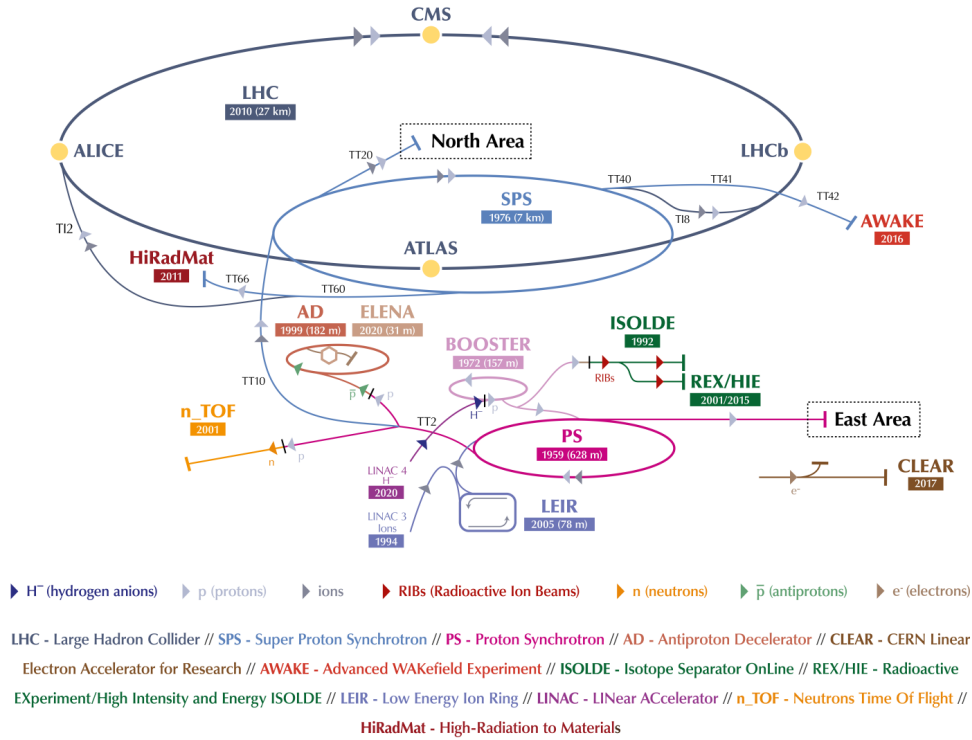 CMS
LHC
2010 (27 km)
North Area
ALICE
LHCb
TT20
TT40
TT41
TT42
SPS
1976 (7 km)
TI8
TI2
AWAKE
2016
ATLAS
HiRadMat
2011
TT66
TT60
AD
1999 (182 m)
ELENA
2020 (31 m)
ISOLDE
1992
BOOSTER
1972 (157 m)
RIBs
REX/HIE
2001/2015
TT10
p̅
p
TT2
H⁻
p
n_TOF
2001
East Area
PS
1959 (628 m)
n
p
LINAC 4
H⁻
2020
CLEAR
2017
e⁻
LEIR
2005 (78 m)
LINAC 3
Ions
1994
H⁻ (hydrogen anions)
p (protons)
ions
RIBs (Radioactive Ion Beams)
n (neutrons)
p̅ (antiprotons)
e⁻ (electrons)
LHC - Large Hadron Collider // SPS - Super Proton Synchrotron // PS - Proton Synchrotron // AD - Antiproton Decelerator // CLEAR - CERN Linear
Electron Accelerator for Research // AWAKE - Advanced WAKefield Experiment // ISOLDE - Isotope Separator OnLine // REX/HIE - Radioactive
EXperiment/High Intensity and Energy ISOLDE // LEIR - Low Energy Ion Ring // LINAC - LINear ACcelerator // n_TOF - Neutrons Time Of Flight //
HiRadMat - High-Radiation to Materials